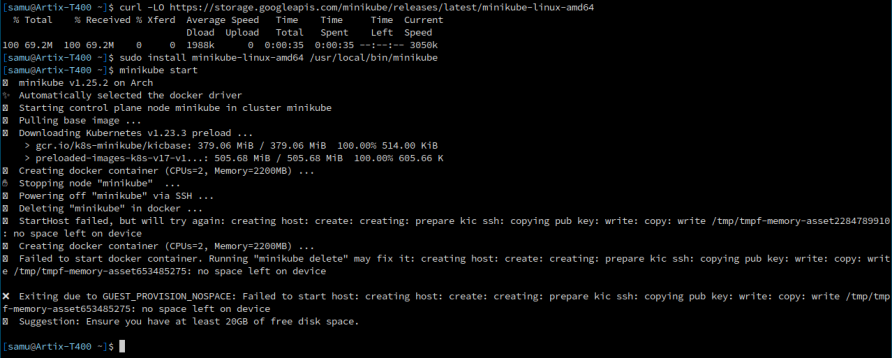 [samu@Artix-T400 ~]$ curl -LO https://storage.googleapis.com/minikube/releases/latest/minikube-linux-amd64
% Total % Received % Xferd Average Speed Time Time Time Current
Dload Upload Total Spent Left Speed
100 69.2M 100 69.2M 0 0 1988k 0 0:00:35 0:00:35 --:--:-- 3050k
[samu@Artix-T400 ~]$ sudo install minikube-linux-amd64 /usr/local/bin/minikube
[samu@Artix-T400 ~]$ minikube start
minikube v1.25.2 on Arch
Automatically selected the docker driver
Starting control plane node minikube in cluster minikube
Pulling base image ...
Downloading Kubernetes v1.23.3 preload ...
> gcr.io/k8s-minikube/kicbase: 379.06 MiB / 379.06 MiB 100.00% 514.00 KiB
> preloaded-images-k8s-v17-v1...: 505.68 MiB / 505.68 MiB 100.00% 605.66 K
Creating docker container (CPUs=2, Memory=2200MB) ...
Stopping node "minikube" ...
Powering off "minikube" via SSH ...
Deleting "minikube" in docker ...
StartHost failed, but will try again: creating host: create: creating: prepare kic ssh: copying pub key: write: copy: write /tmp/tmpf-memory-asset2284789910
: no space left on device
Creating docker container (CPUs=2, Memory=2200MB) ...
Failed to start docker container. Running "minikube delete" may fix it: creating host: create: creating: prepare kic ssh: copying pub key: write: copy: writ
e /tmp/tmpf-memory-asset653485275: no space left on device
❌ Exiting due to GUEST_PROVISION_NOSPACE: Failed to start host: creating host: create: creating: prepare kic ssh: copying pub key: write: copy: write /tmp/tmp
f-memory-asset653485275: no space left on device
Suggestion: Ensure you have at least 20GB of free disk space.
[samu@Artix-T400 ~]$